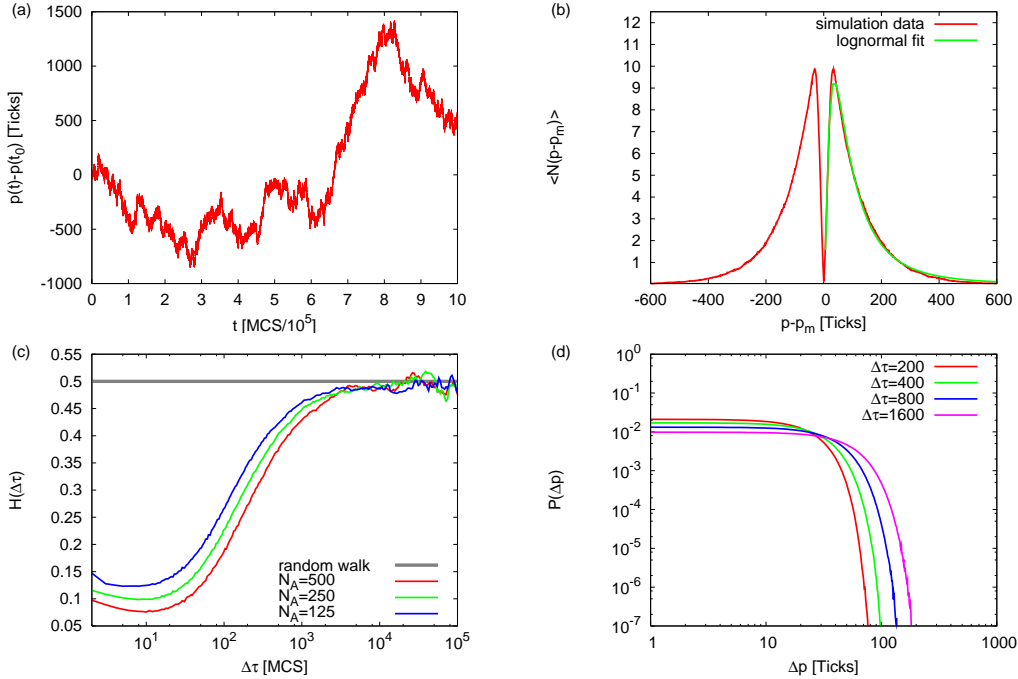 (a)
1500
1000
500
0
-500
-1000
p(t)-p(t0) [Ticks]
0 1 2 3 4 5 6 7 8 9 10
t [MCS/10^5]
(b)
12
11
10
9
8
7
6
5
4
3
2
1
<N(p-pm)>
simulation data
lognormal fit
-600 -400 -200 0 200 400 600
p-pm [Ticks]
(c)
0.55
0.5
0.45
0.4
0.35
0.3
0.25
0.2
0.15
0.1
0.05
H(Δτ)
random walk
NA=500
NA=250
NA=125
10^1 10^2 10^3 10^4 10^5
Δτ [MCS]
(d)
10^0
10^-1
10^-2
10^-3
10^-4
10^-5
10^-6
10^-7
P(Δp)
Δτ=200
Δτ=400
Δτ=800
Δτ=1600
1 10 100 1000
Δp [Ticks]